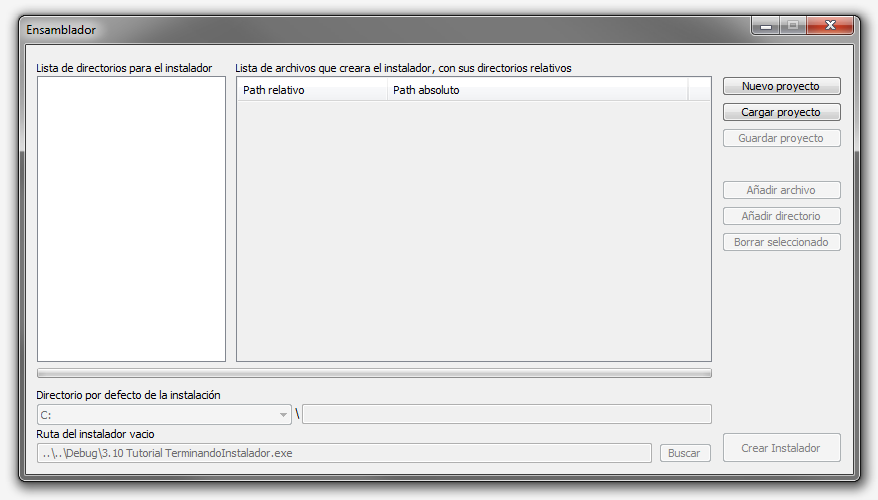 Ensamblador
Lista de directorios para el instalador
Lista de archivos que creara el instalador, con sus directorios relativos
Path relativo
Path absoluto
Nuevo proyecto
Cargar proyecto
Guardar proyecto
Añadir archivo
Añadir directorio
Borrar seleccionado
Directorio por defecto de la instalación
C: \
Ruta del instalador vacio
..\..\Debug\3.10 Tutorial TerminandoInstalador.exe
Buscar
Crear Instalador